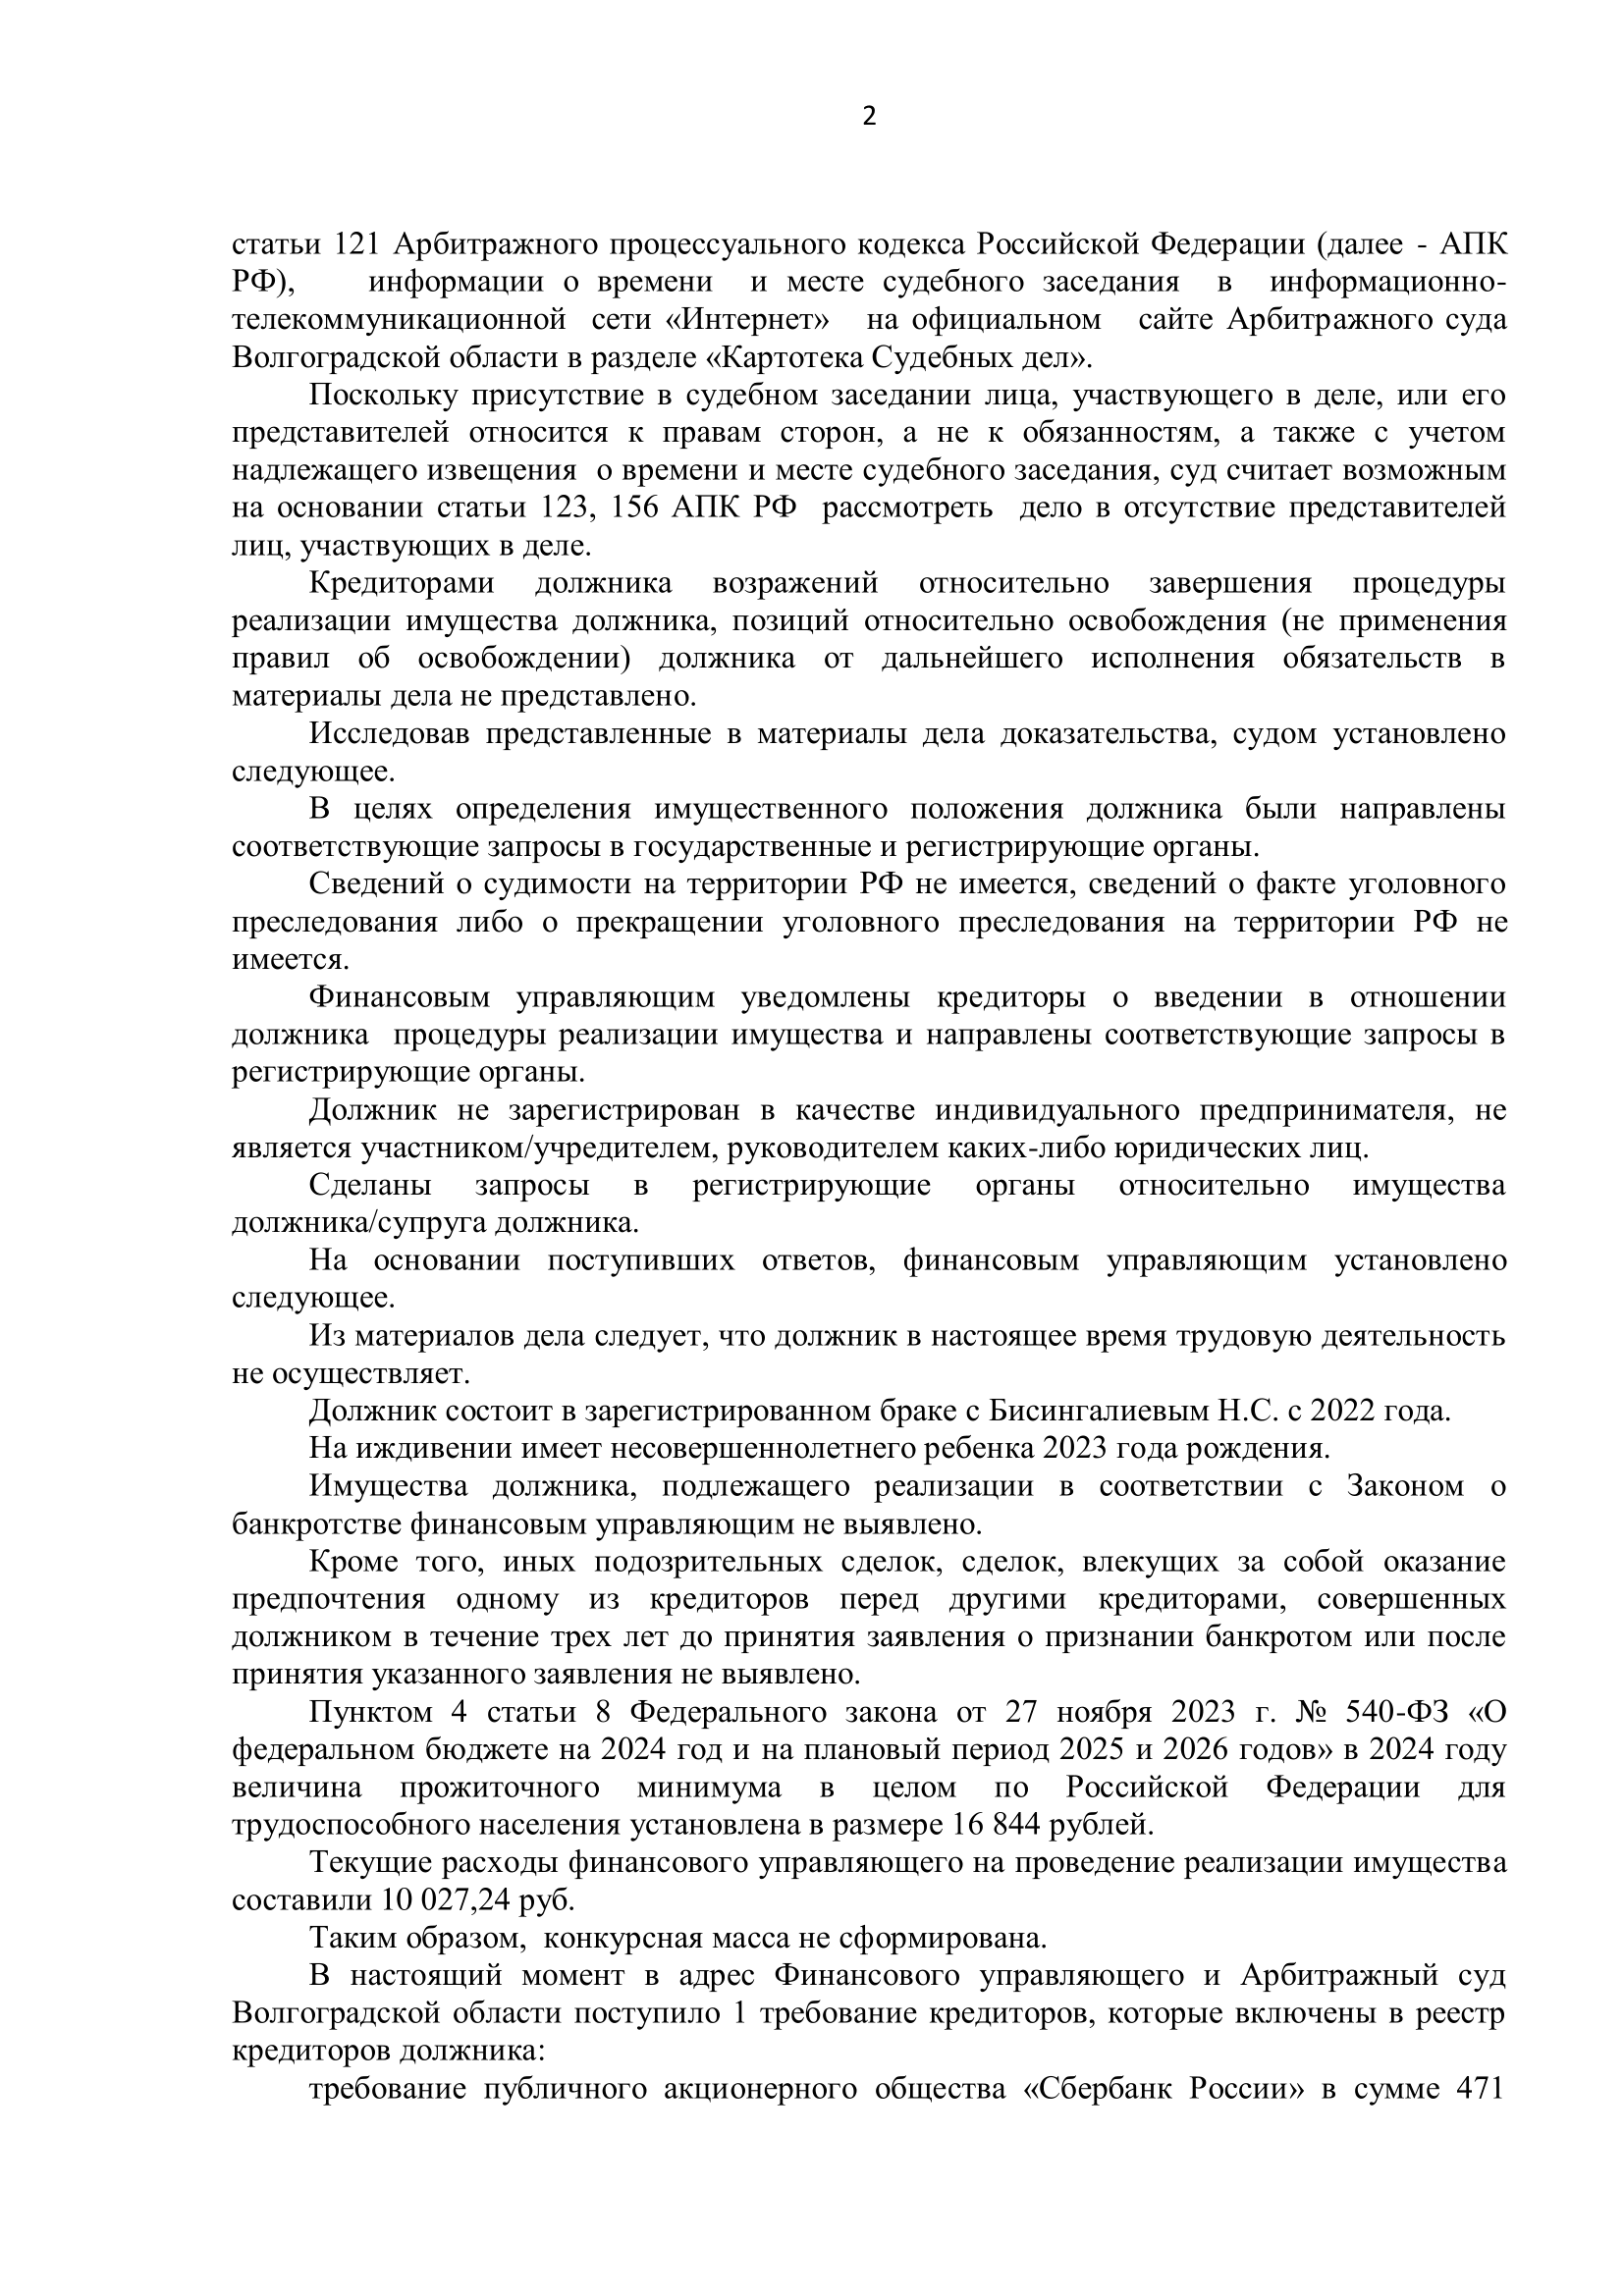 2
статьи 121 Арбитражного процессуального кодекса Российской Федерации (далее - АПК
РФ), информации о времени и месте судебного заседания в информационно-
телекоммуникационной сети «Интернет» на официальном сайте Арбитражного суда
Волгоградской области в разделе «Картотека Судебных дел».
Поскольку присутствие в судебном заседании лица, участвующего в деле, или его
представителей относится к правам сторон, а не к обязанностям, а также с учетом
надлежащего извещения о времени и месте судебного заседания, суд считает возможным
на основании статьи 123, 156 АПК РФ рассмотреть дело в отсутствие представителей
лиц, участвующих в деле.
Кредиторами должника возражений относительно завершения процедуры
реализации имущества должника, позиций относительно освобождения (не применения
правил об освобождении) должника от дальнейшего исполнения обязательств в
материалы дела не представлено.
Исследовав представленные в материалы дела доказательства, судом установлено
следующее.
В целях определения имущественного положения должника были направлены
соответствующие запросы в государственные и регистрирующие органы.
Сведений о судимости на территории РФ не имеется, сведений о факте уголовного
преследования либо о прекращении уголовного преследования на территории РФ не
имеется.
Финансовым управляющим уведомлены кредиторы о введении в отношении
должника процедуры реализации имущества и направлены соответствующие запросы в
регистрирующие органы.
Должник не зарегистрирован в качестве индивидуального предпринимателя, не
является участником/учредителем, руководителем каких-либо юридических лиц.
Сделаны запросы в регистрирующие органы относительно имущества
должника/супруга должника.
На основании поступивших ответов, финансовым управляющим установлено
следующее.
Из материалов дела следует, что должник в настоящее время трудовую деятельность
не осуществляет.
Должник состоит в зарегистрированном браке с Бисингалиевым Н.С. с 2022 года.
На иждивении имеет несовершеннолетнего ребенка 2023 года рождения.
Имущества должника, подлежащего реализации в соответствии с Законом о
банкротстве финансовым управляющим не выявлено.
Кроме того, иных подозрительных сделок, сделок, влекущих за собой оказание
предпочтения одному из кредиторов перед другими кредиторами, совершенных
должником в течение трех лет до принятия заявления о признании банкротом или после
принятия указанного заявления не выявлено.
Пунктом 4 статьи 8 Федерального закона от 27 ноября 2023 г. № 540-ФЗ «О
федеральном бюджете на 2024 год и на плановый период 2025 и 2026 годов» в 2024 году
величина прожиточного минимума в целом по Российской Федерации для
трудоспособного населения установлена в размере 16 844 рублей.
Текущие расходы финансового управляющего на проведение реализации имущества
составили 10 027,24 руб.
Таким образом, конкурсная масса не сформирована.
В настоящий момент в адрес Финансового управляющего и Арбитражный суд
Волгоградской области поступило 1 требование кредиторов, которые включены в реестр
кредиторов должника:
требование публичного акционерного общества «Сбербанк России» в сумме 471